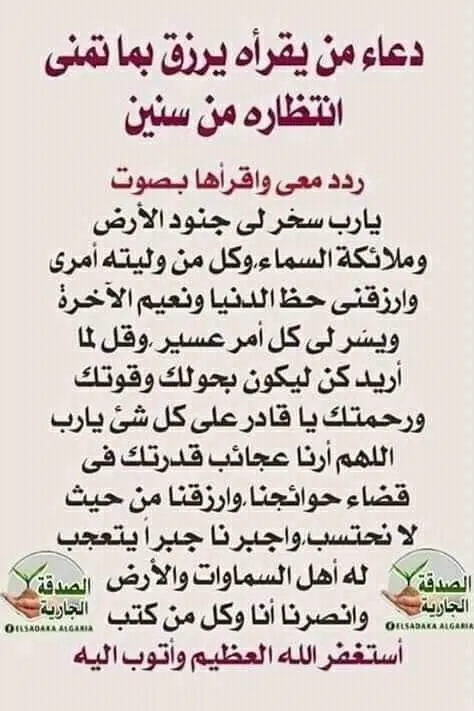 دعاء من يقرأه يرزق بما تمنى
انتظاره من سنين
ردد معى واقرأها بصوت
يارب سخر لى جنود الأرض
وملائكة السماء،وكل من وليته أمرى
وارزقنى حظ الدنيا ونعيم الآخرة
ويسَر لى كل أمر عسير ،وقل لما
أريد كن ليكون بحولك وقوتك
ورحمتك يا قادر على كل شئ يارب
اللهم أرنا عجائب قدرتك فى
قضاء حوائجنا،وارزقنا من حيث
لا نحتسب،واجبرنا جبراً يتعجب
له أهل السماوات والأرض
وانصرنا أنا وكل من كتب
أستغفر الله العظيم وأتوب اليه
الصدقة
الجارية
ELSADAKA ALGARIA
الصدقة
الجارية
ELSADAKA ALGARIA